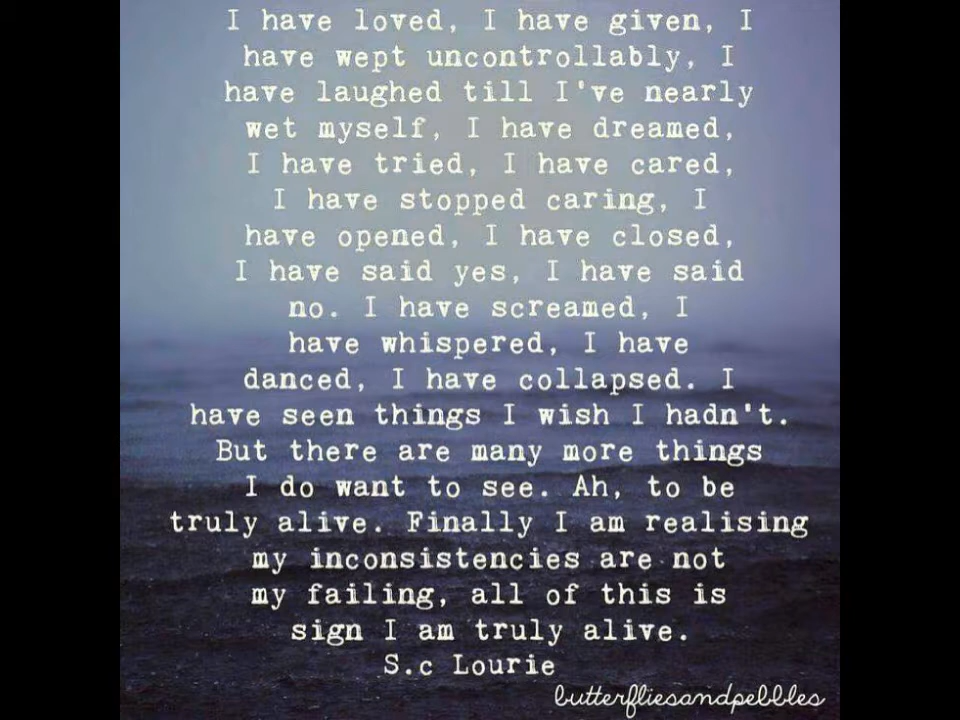 I have loved, I have given, I
have wept uncontrollably, I
have laughed till I've nearly
wet myself, I have dreamed,
I have tried, I have cared,
I have stopped caring, I
have opened, I have closed,
I have said yes, I have said
no. I have screamed, I
have whispered, I have
danced, I have collapsed. I
have seen things I wish I hadn't.
But there are many more things
I do want to see. Ah, to be
truly alive. Finally I am realising
my inconsistencies are not
my failing, all of this is
sign I am truly alive.
S.c Lourie
butterfliesandpebbles